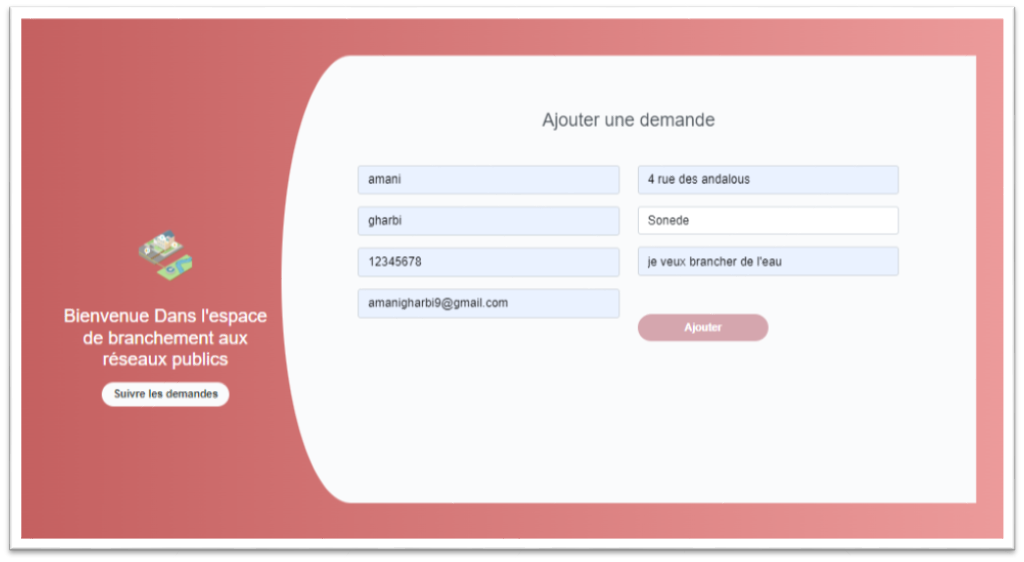 Bienvenue Dans l'espace
de branchement aux
réseaux publics
Suivre les demandes
Ajouter une demande
amani
gharbi
12345678
amanigharbi9@gmail.com
4 rue des andalous
Sonede
je veux brancher de l'eau
Ajouter